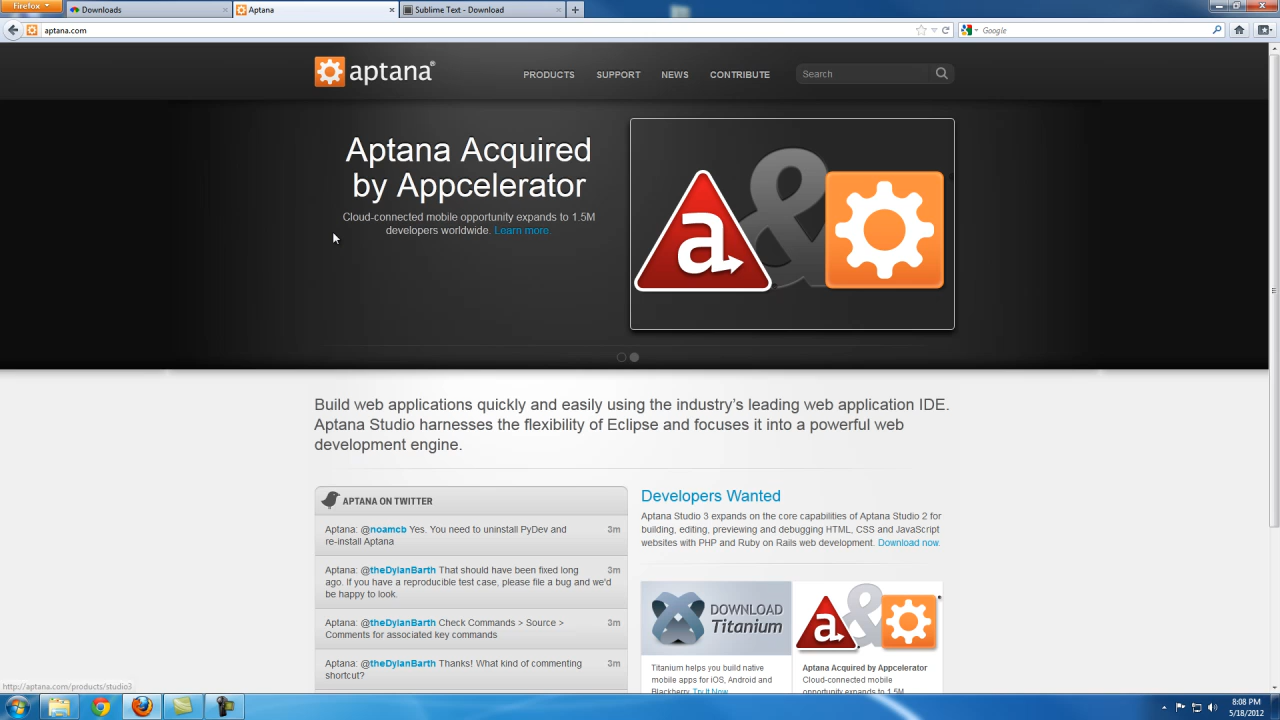 Firefox
Downloads
Aptana
Sublime Text - Download
aptana.com
Google
aptana®
PRODUCTS
SUPPORT
NEWS
CONTRIBUTE
Search
Aptana Acquired
by Appcelerator
Cloud-connected mobile opportunity expands to 1.5M
developers worldwide. Learn more.
a & 
Build web applications quickly and easily using the industry's leading web application IDE.
Aptana Studio harnesses the flexibility of Eclipse and focuses it into a powerful web
development engine.
APTANA ON TWITTER
Aptana: @noamcb Yes. You need to uninstall PyDev and 3m
re-install Aptana
Aptana: @theDylanBarth That should have been fixed long 3m
ago. If you have a reproducible test case, please file a bug and we'd
be happy to look.
Aptana: @theDylanBarth Check Commands > Source > 3m
Comments for associated key commands
Aptana: @theDylanBarth Thanks! What kind of commenting 3m
shortcut?
Developers Wanted
Aptana Studio 3 expands on the core capabilities of Aptana Studio 2 for
building, editing, previewing and debugging HTML, CSS and JavaScript
websites with PHP and Ruby on Rails web development. Download now.
DOWNLOAD
Titanium
Titanium helps you build native
mobile apps for iOS, Android and
Blackberry. Try It Now
a &
Aptana Acquired by Appcelerator
Cloud-connected mobile
opportunity expands to 1.5M
http://aptana.com/products/studio3
8:08 PM
5/18/2012